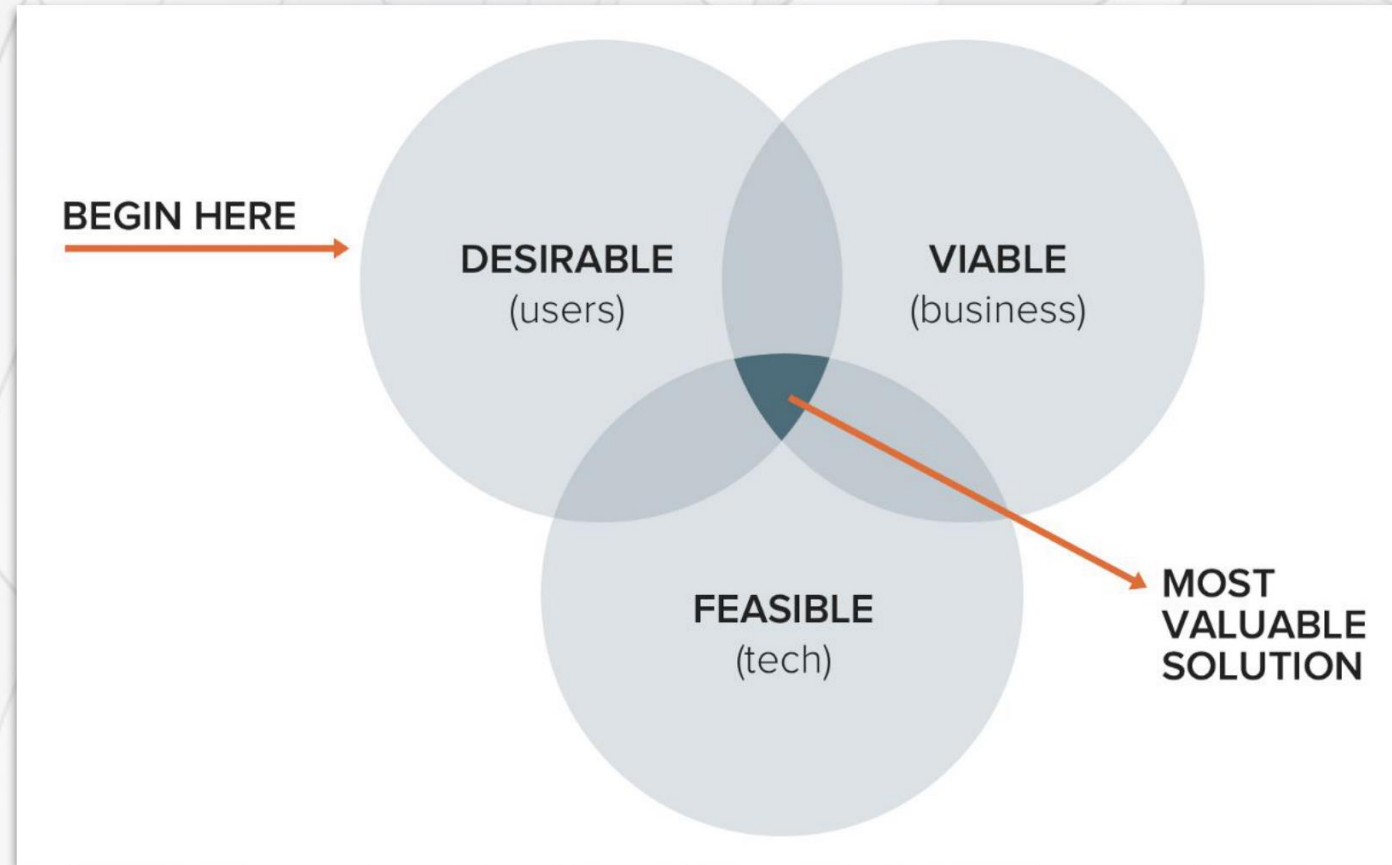 BEGIN HERE
DESIRABLE
(users)
VIABLE
(business)
FEASIBLE
(tech)
MOST
VALUABLE
SOLUTION